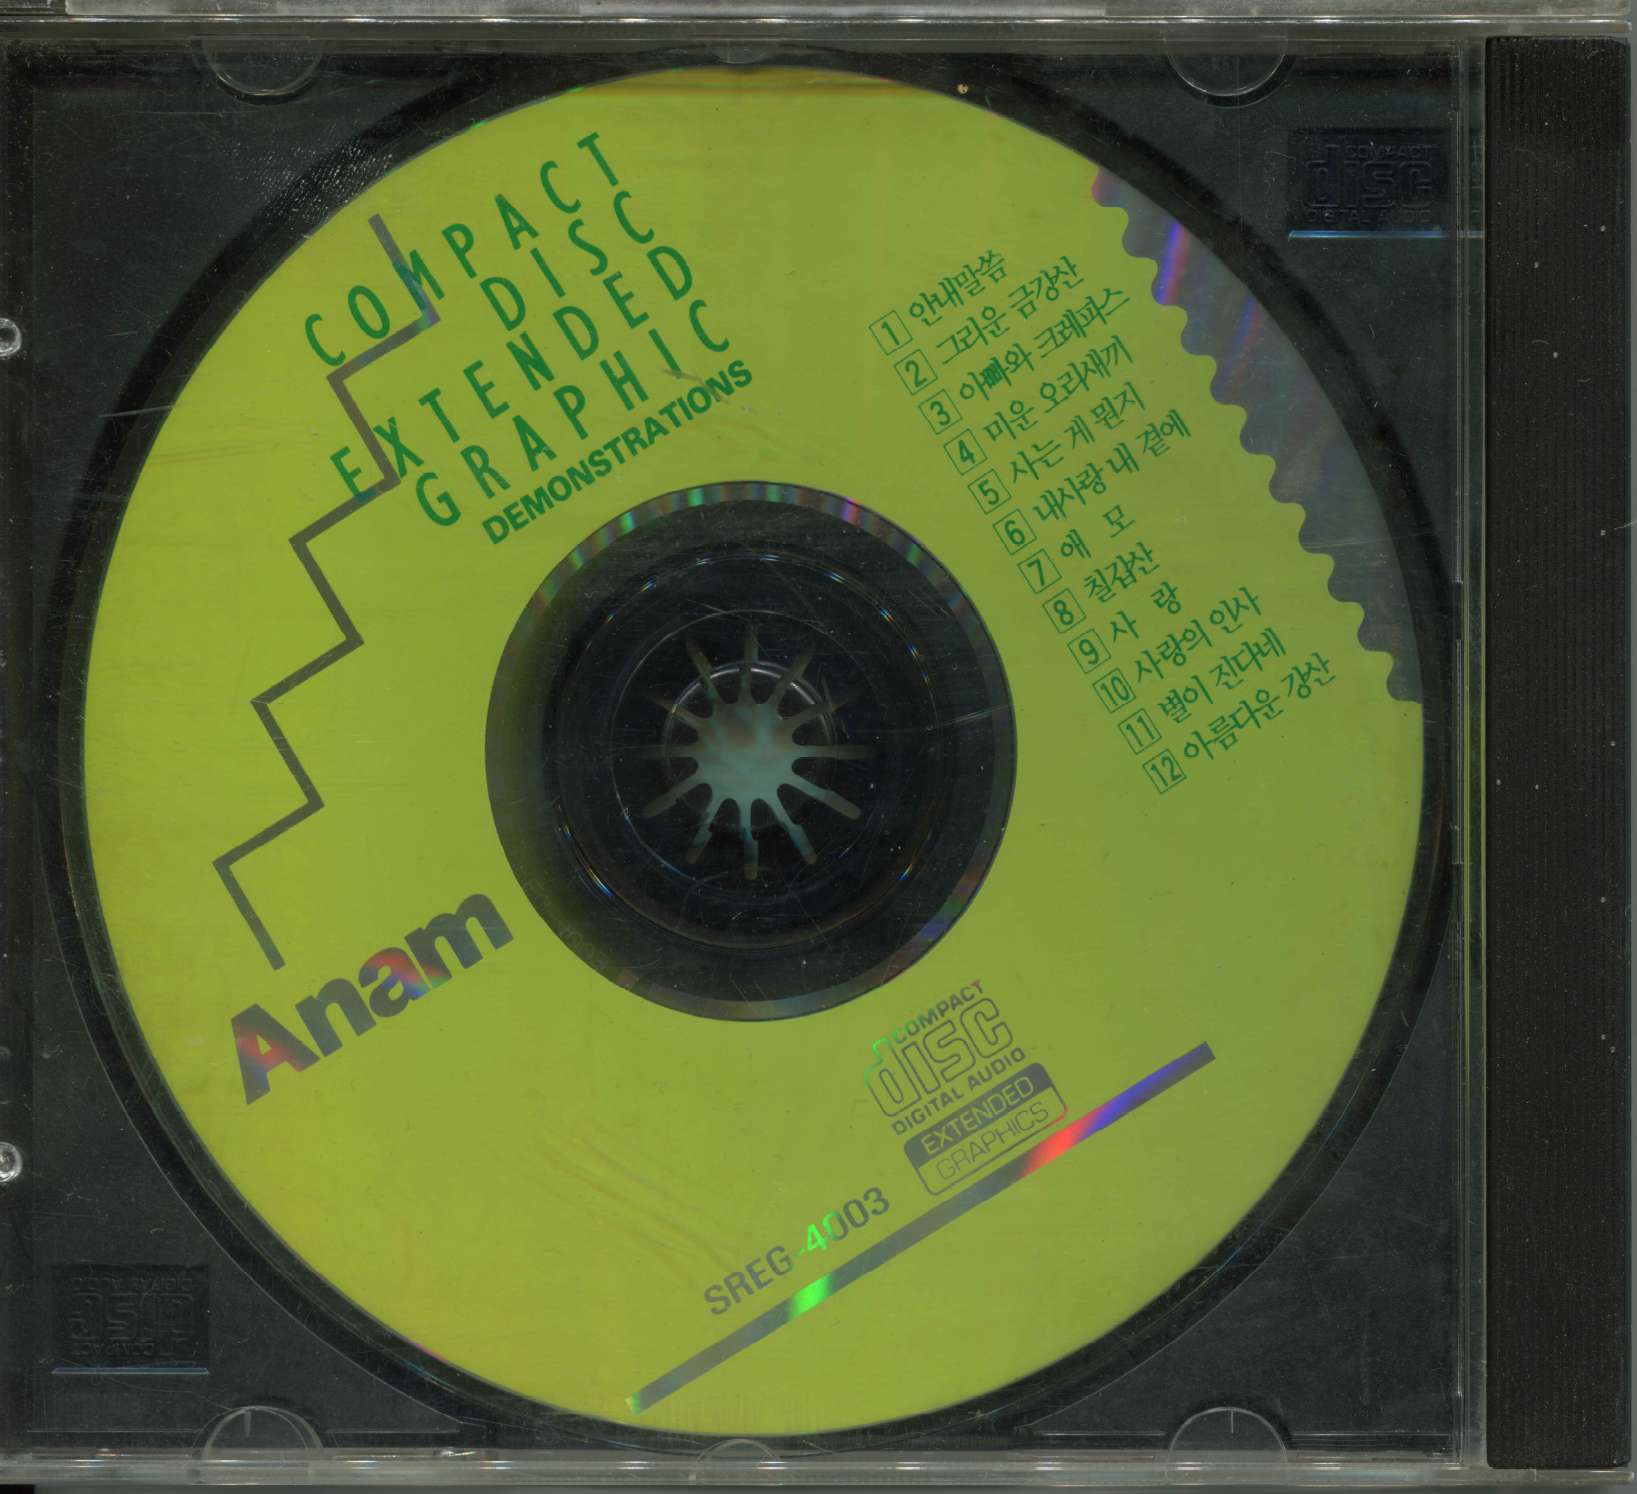 COMPACT
DISC
EXTENDED
GRAPHIC
DEMONSTRATIONS
1 안내말씀
2 그리운 금강산
3 아빠와 크레파스
4 미운 오리새끼
5 사는 게 뭔지
6 내사랑 내 곁에
7 애 모
8 칠갑산
9 사 랑
10 사랑의 인사
11 별이 진다네
12 아름다운 강산
Anam
COMPACT
disc
DIGITAL AUDIO
EXTENDED
GRAPHICS
SREG-4003
COMPACT
disc
DIGITAL AUDIO
COMPACT
disc
DIGITAL AUDIO